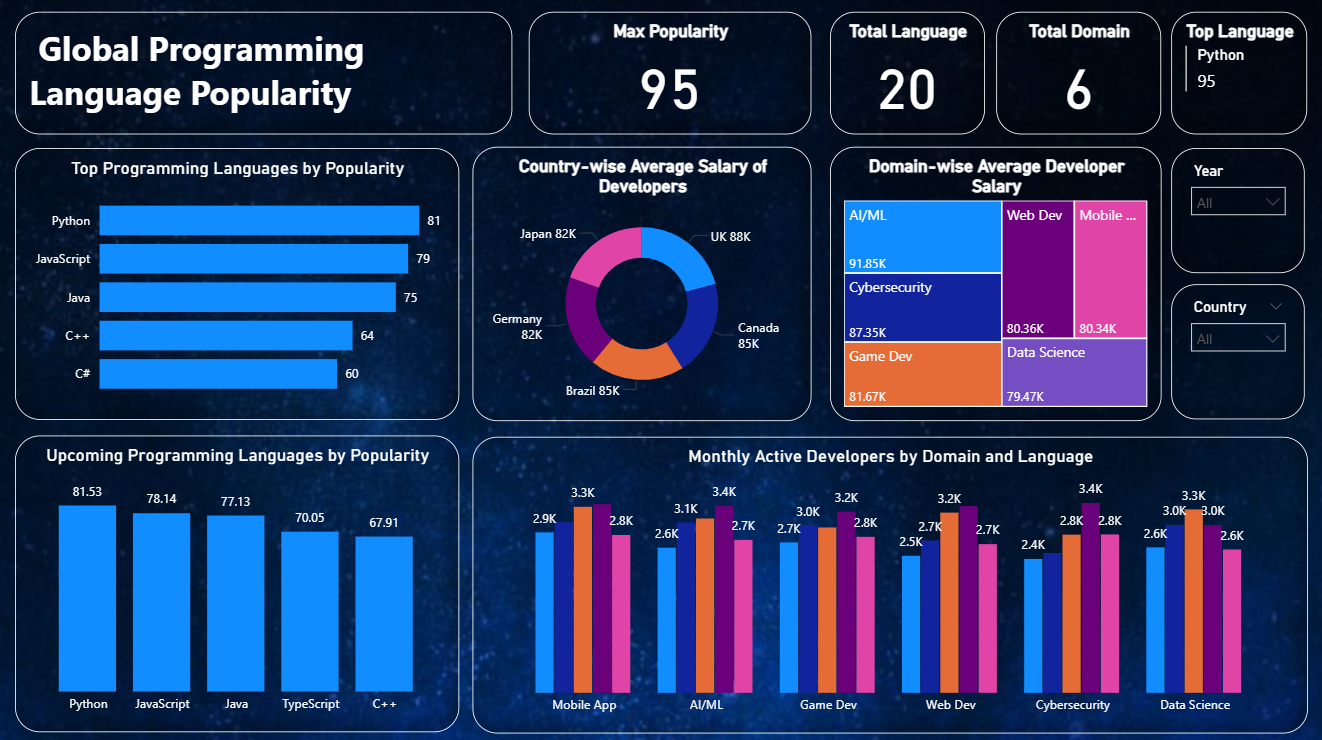 Global Programming
Language Popularity
Max Popularity
95
Total Language
20
Total Domain
6
Top Language
Python
95
Top Programming Languages by Popularity
Python
81
JavaScript
79
Java
75
C++
64
C#
60
Country-wise Average Salary of
Developers
Japan 82K
UK 88K
Germany
82K
Canada
85K
Brazil 85K
Domain-wise Average Developer
Salary
AI/ML
91.85K
Cybersecurity
87.35K
Game Dev
81.67K
Web Dev
80.36K
Mobile ...
80.34K
Data Science
79.47K
Year
All
Country
All
Upcoming Programming Languages by Popularity
81.53
78.14
77.13
70.05
67.91
Python
JavaScript
Java
TypeScript
C++
Monthly Active Developers by Domain and Language
2.9K
3.3K
2.8K
2.6K
3.1K
3.4K
2.7K
2.7K
3.0K
3.2K
2.8K
2.5K
2.7K
3.2K
2.7K
2.4K
2.8K
3.4K
2.8K
2.6K
3.0K
3.3K
3.0K
2.6K
Mobile App
AI/ML
Game Dev
Web Dev
Cybersecurity
Data Science